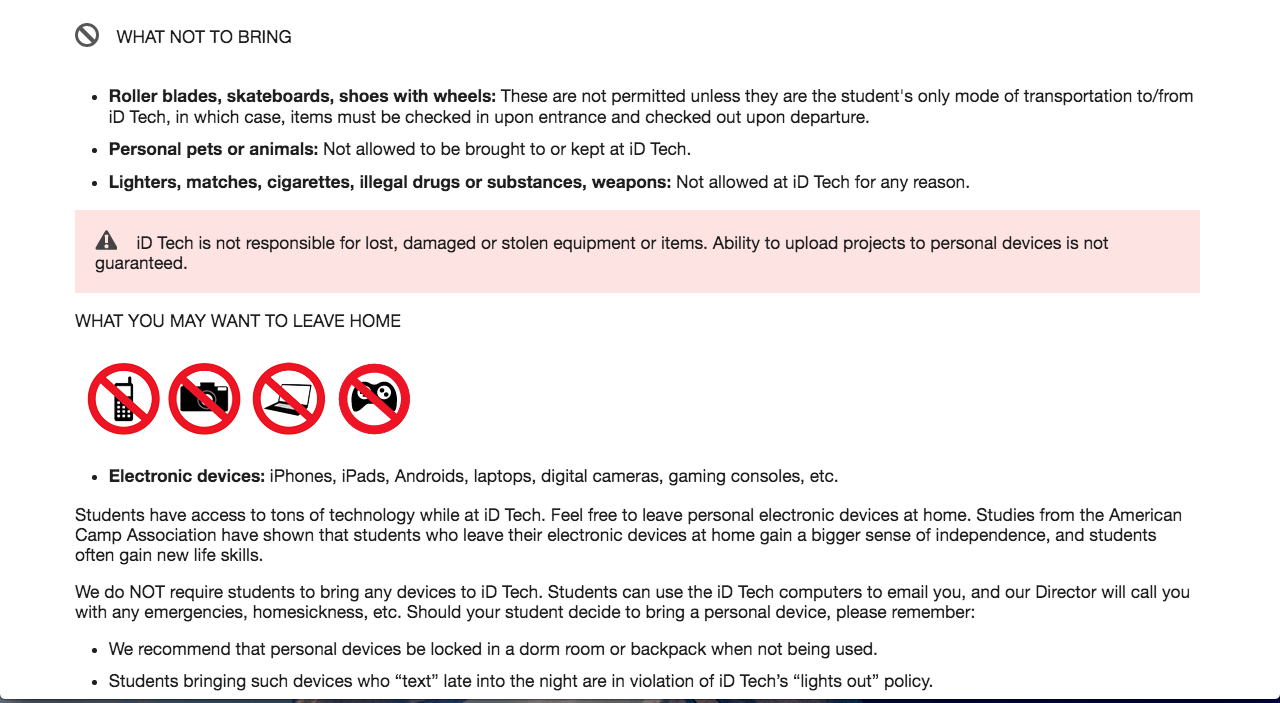 WHAT NOT TO BRING
Roller blades, skateboards, shoes with wheels: These are not permitted unless they are the student's only mode of transportation to/from
iD Tech, in which case, items must be checked in upon entrance and checked out upon departure.
Personal pets or animals: Not allowed to be brought to or kept at iD Tech.
Lighters, matches, cigarettes, illegal drugs or substances, weapons: Not allowed at iD Tech for any reason.
iD Tech is not responsible for lost, damaged or stolen equipment or items. Ability to upload projects to personal devices is not
guaranteed.
WHAT YOU MAY WANT TO LEAVE HOME
Electronic devices: iPhones, iPads, Androids, laptops, digital cameras, gaming consoles, etc.
Students have access to tons of technology while at iD Tech. Feel free to leave personal electronic devices at home. Studies from the American
Camp Association have shown that students who leave their electronic devices at home gain a bigger sense of independence, and students
often gain new life skills.
We do NOT require students to bring any devices to iD Tech. Students can use the iD Tech computers to email you, and our Director will call you
with any emergencies, homesickness, etc. Should your student decide to bring a personal device, please remember:
We recommend that personal devices be locked in a dorm room or backpack when not being used.
Students bringing such devices who “text” late into the night are in violation of iD Tech’s “lights out” policy.